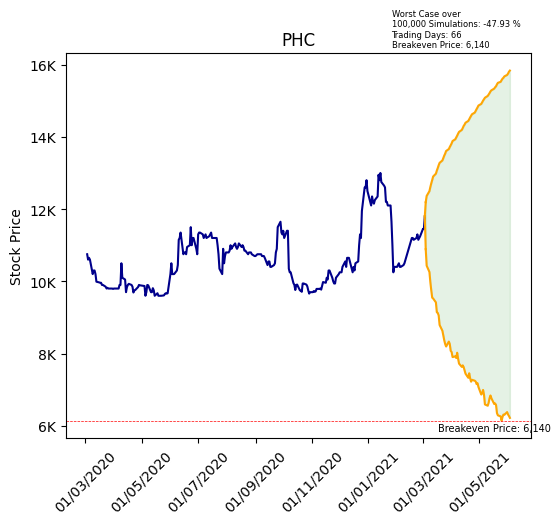 Worst Case over
100,000 Simulations: -47.93 %
Trading Days: 66
Breakeven Price: 6,140
PHC
Stock Price
16K
14K
12K
10K
8K
6K
Breakeven Price: 6,140
01/03/2020
01/05/2020
01/07/2020
01/09/2020
01/11/2020
01/01/2021
01/03/2021
01/05/2021